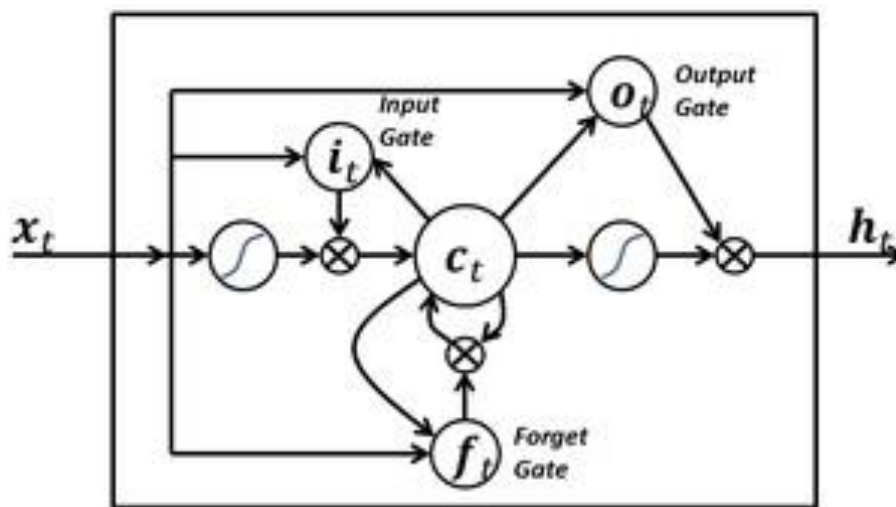 Output
Gate
o_t
Input
Gate
i_t
x_t
c_t
h_t
f_t
Forget
Gate